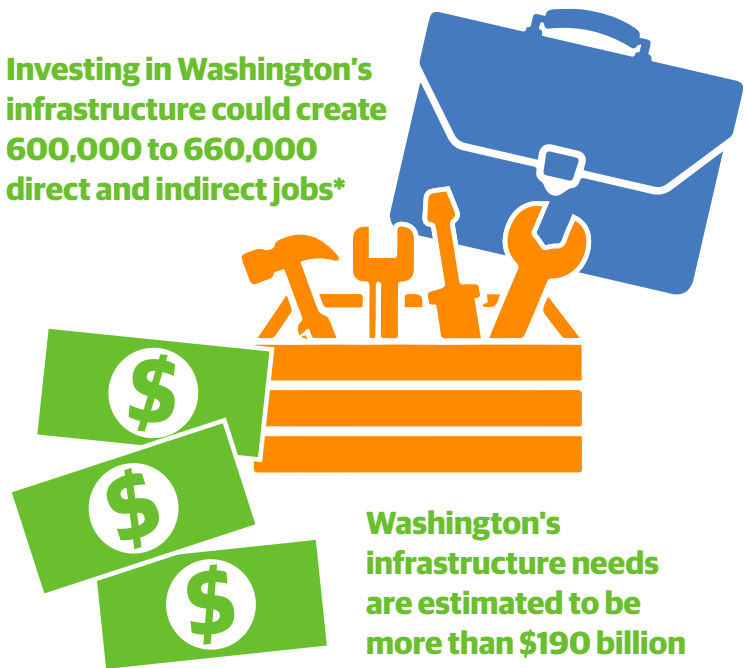 Investing in Washington’s
infrastructure could create
600,000 to 660,000
direct and indirect jobs*
$
$
$
Washington's
infrastructure needs
are estimated to be
more than $190 billion